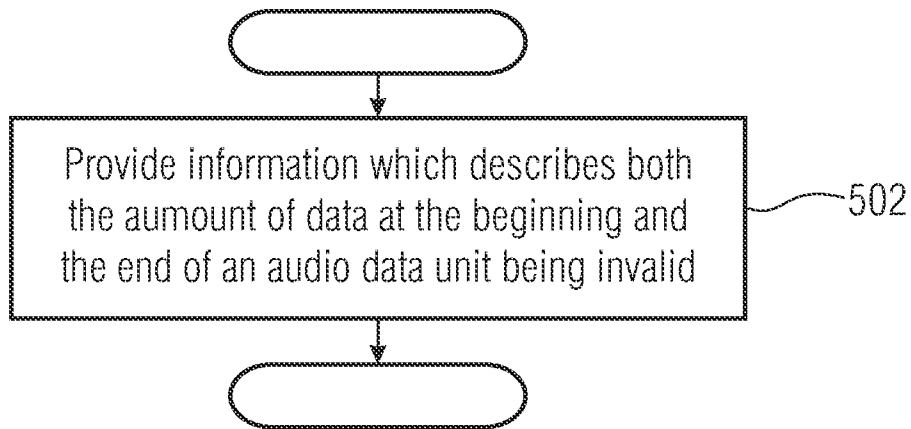 Provide information which describes both
the aumount of data at the beginning and
the end of an audio data unit being invalid
502